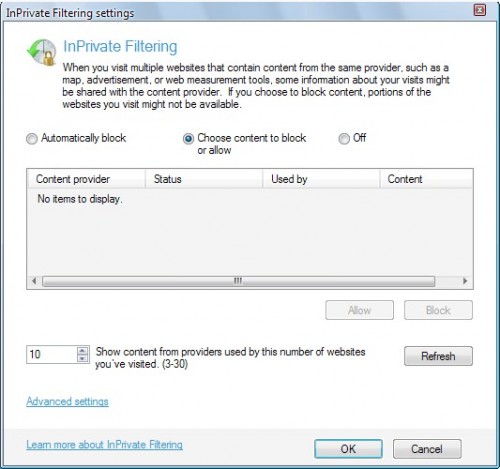 InPrivate Filtering settings
InPrivate Filtering
When you visit multiple websites that contain content from the same provider, such as a
map, advertisement, or web measurement tools, some information about your visits might
be shared with the content provider. If you choose to block content, portions of the
websites you visit might not be available.
Automatically block
Choose content to block
or allow
Off
Content provider Status Used by Content
No items to display.
Allow Block
10
Show content from providers used by this number of websites
you've visited. (3-30)
Refresh
Advanced settings
Learn more about InPrivate Filtering
OK Cancel